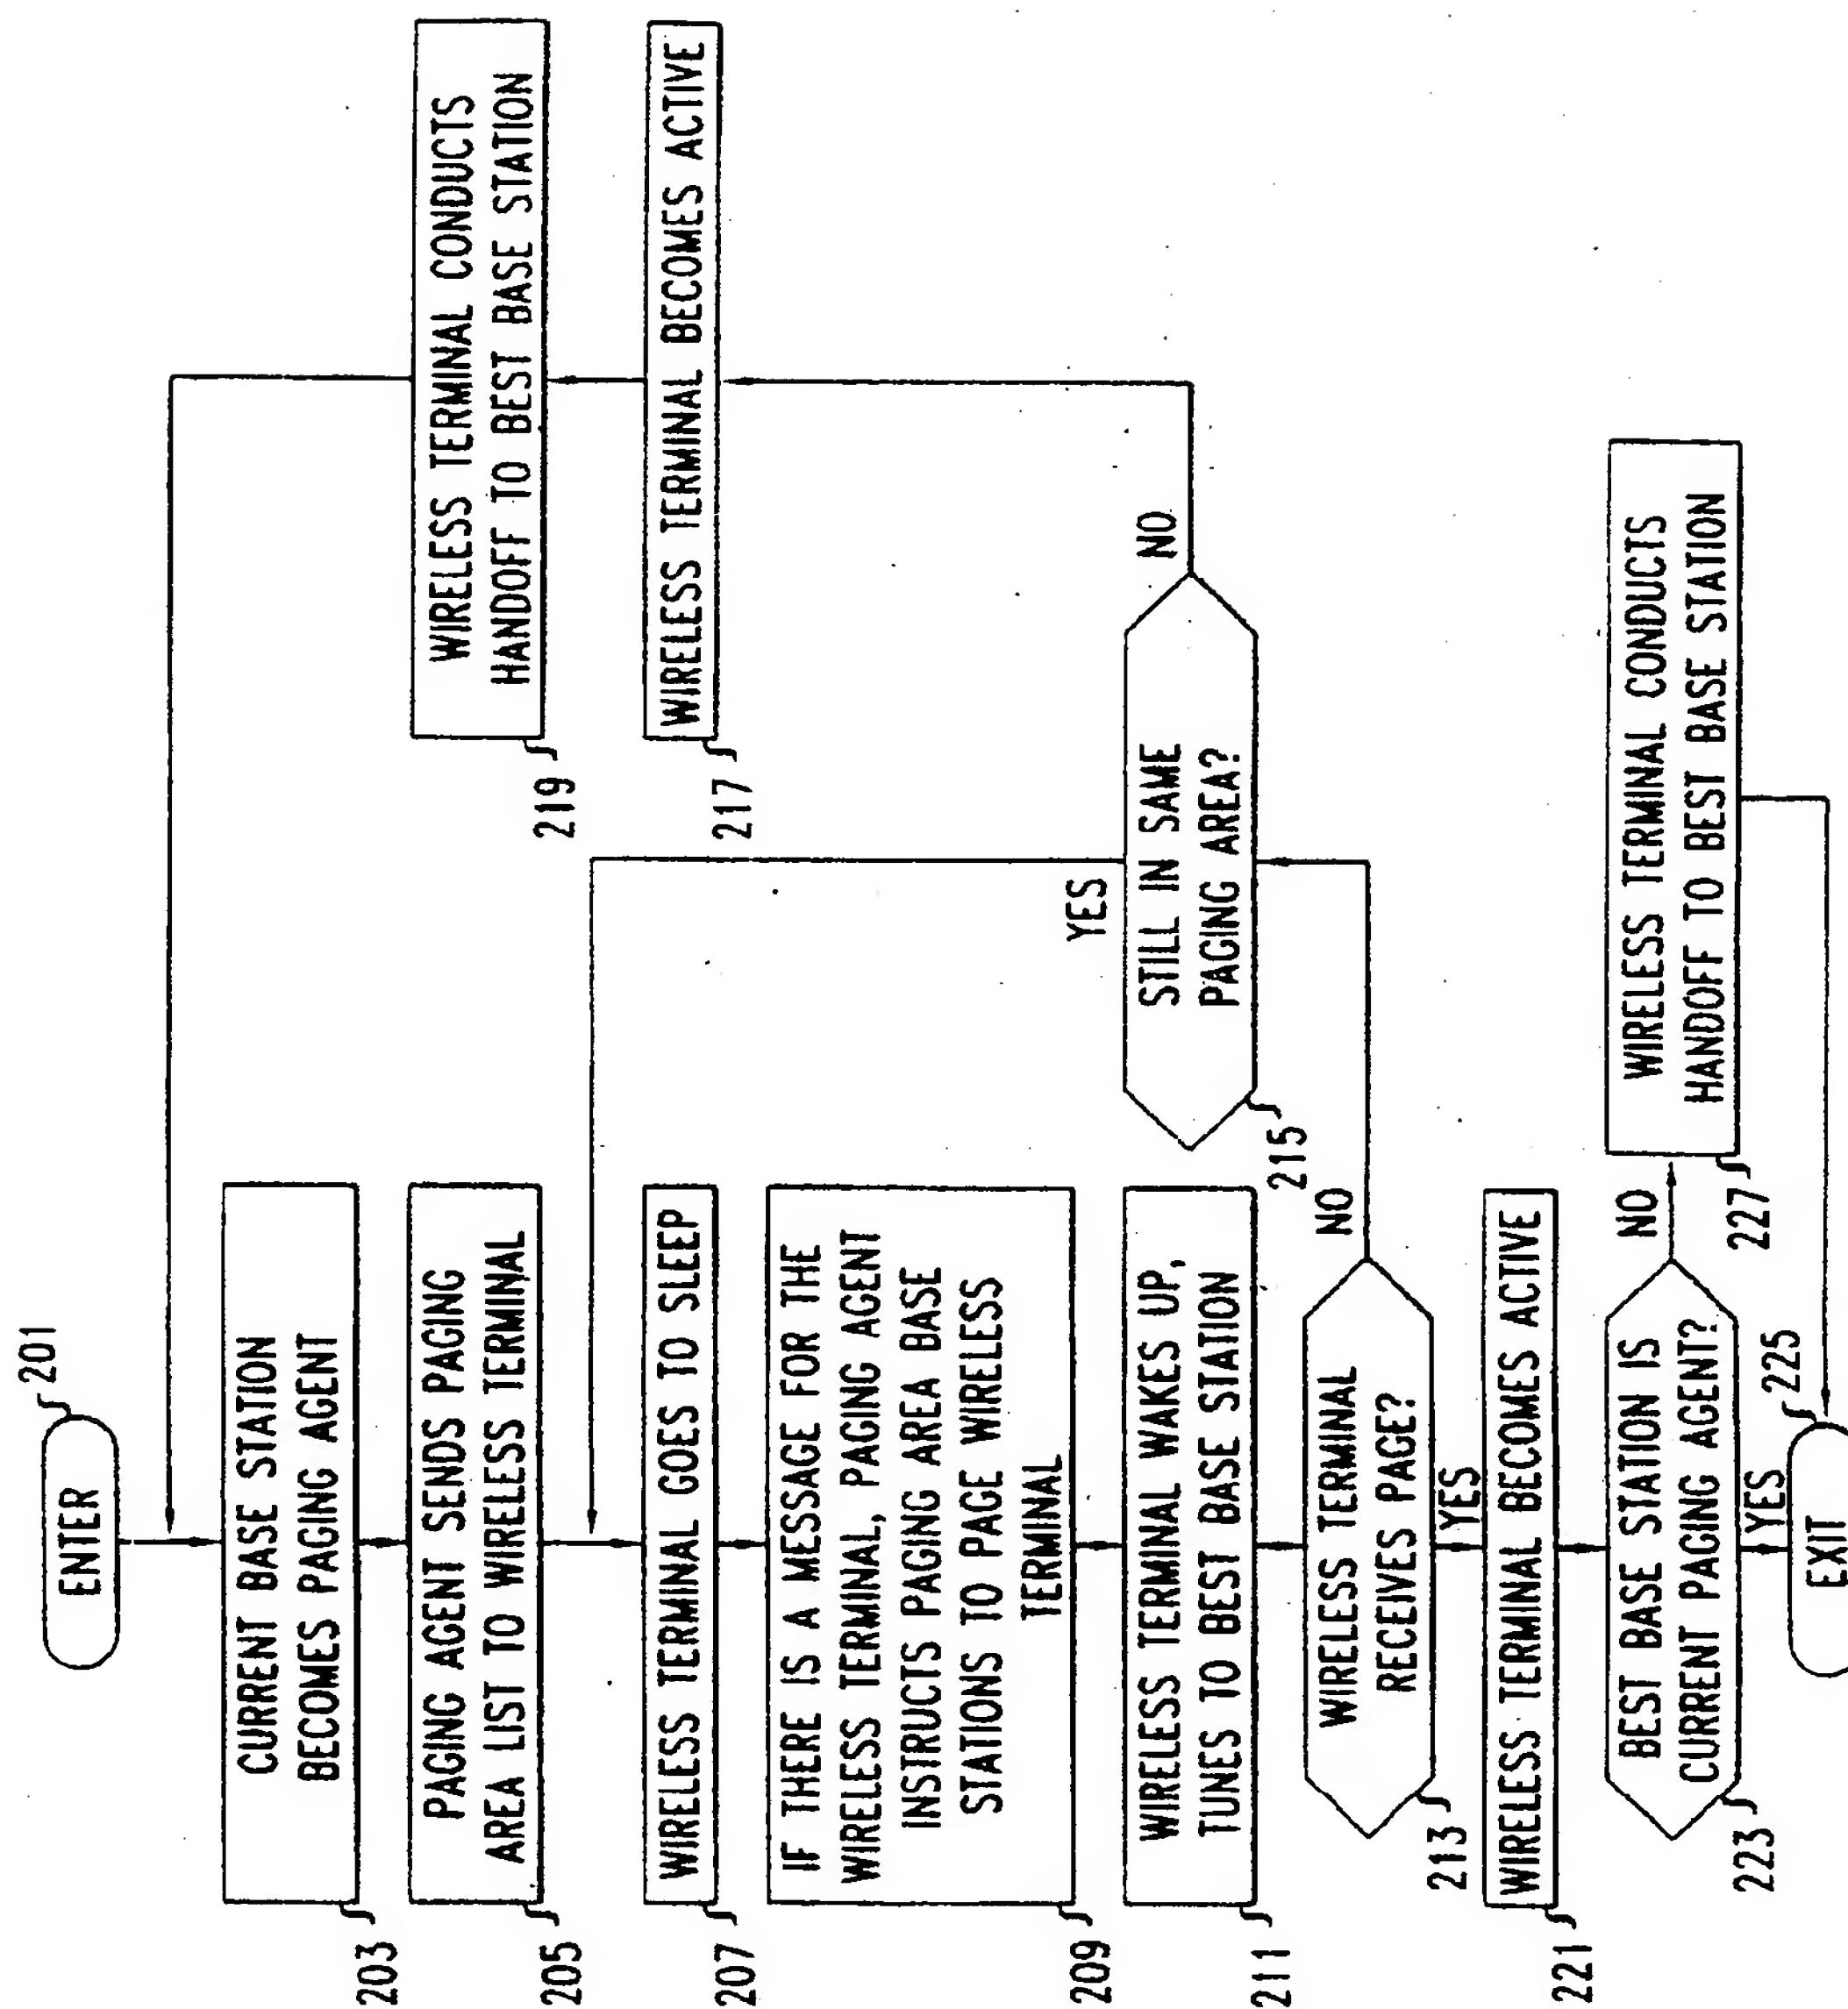 201
ENTER
CURRENT BASE STATION
BECOMES PAGING AGENT
203
PAGING AGENT SENDS PAGING
AREA LIST TO WIRELESS TERMINAL
205
WIRELESS TERMINAL GOES TO SLEEP
207
IF THERE IS A MESSAGE FOR THE
WIRELESS TERMINAL, PAGING AGENT
INSTRUCTS PAGING AREA BASE
STATIONS TO PAGE WIRELESS
TERMINAL
209
WIRELESS TERMINAL WAKES UP,
TUNES TO BEST BASE STATION
211
WIRELESS TERMINAL
RECEIVES PAGE?
213
NO
YES
STILL IN SAME
PAGING AREA?
215
YES
NO
WIRELESS TERMINAL BECOMES ACTIVE
217
WIRELESS TERMINAL CONDUCTS
HANDOFF TO BEST BASE STATION
219
WIRELESS TERMINAL BECOMES ACTIVE
221
BEST BASE STATION IS
CURRENT PAGING AGENT?
223
NO
YES
WIRELESS TERMINAL CONDUCTS
HANDOFF TO BEST BASE STATION
227
225
EXIT